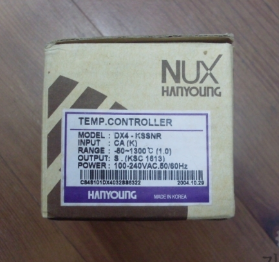 NUX
HANYOUNG
TEMP.CONTROLLER
MODEL : DX4 - KSSNR
INPUT : CA (K)
RANGE : -50~1300℃ (1.0)
OUTPUT: S . (KSC 1613)
POWER : 100-240VAC.50/60Hz
2004.10.29
HANYOUNG
MADE IN KOREA